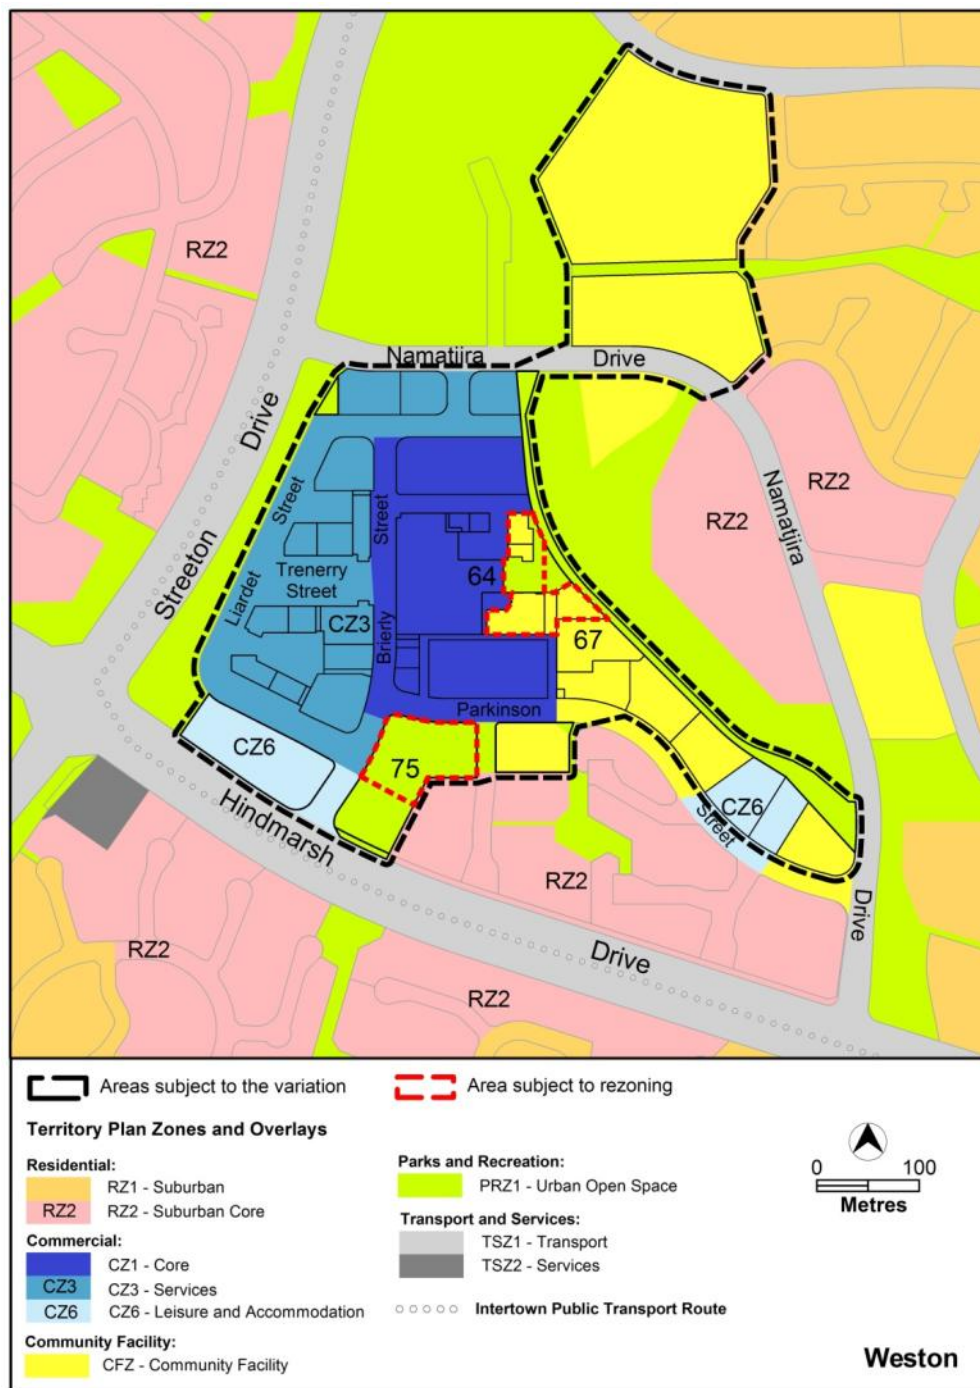 RZ2
Namatjira
Drive
Drive
Streeton
Street
Street
Liardet
Trenerry
Street
CZ3
Brierly
64
67
RZ2
RZ2
Namatjira
Parkinson
CZ6
75
CZ6
Street
Hindmarsh
RZ2
Drive
Drive
RZ2
RZ2
Areas subject to the variation
Area subject to rezoning
Territory Plan Zones and Overlays
Residential:
RZ1 - Suburban
RZ2 RZ2 - Suburban Core
Commercial:
CZ1 - Core
CZ3 CZ3 - Services
CZ6 CZ6 - Leisure and Accommodation
Community Facility:
CFZ - Community Facility
Parks and Recreation:
PRZ1 - Urban Open Space
Transport and Services:
TSZ1 - Transport
TSZ2 - Services
Intertown Public Transport Route
0 100
Metres
Weston